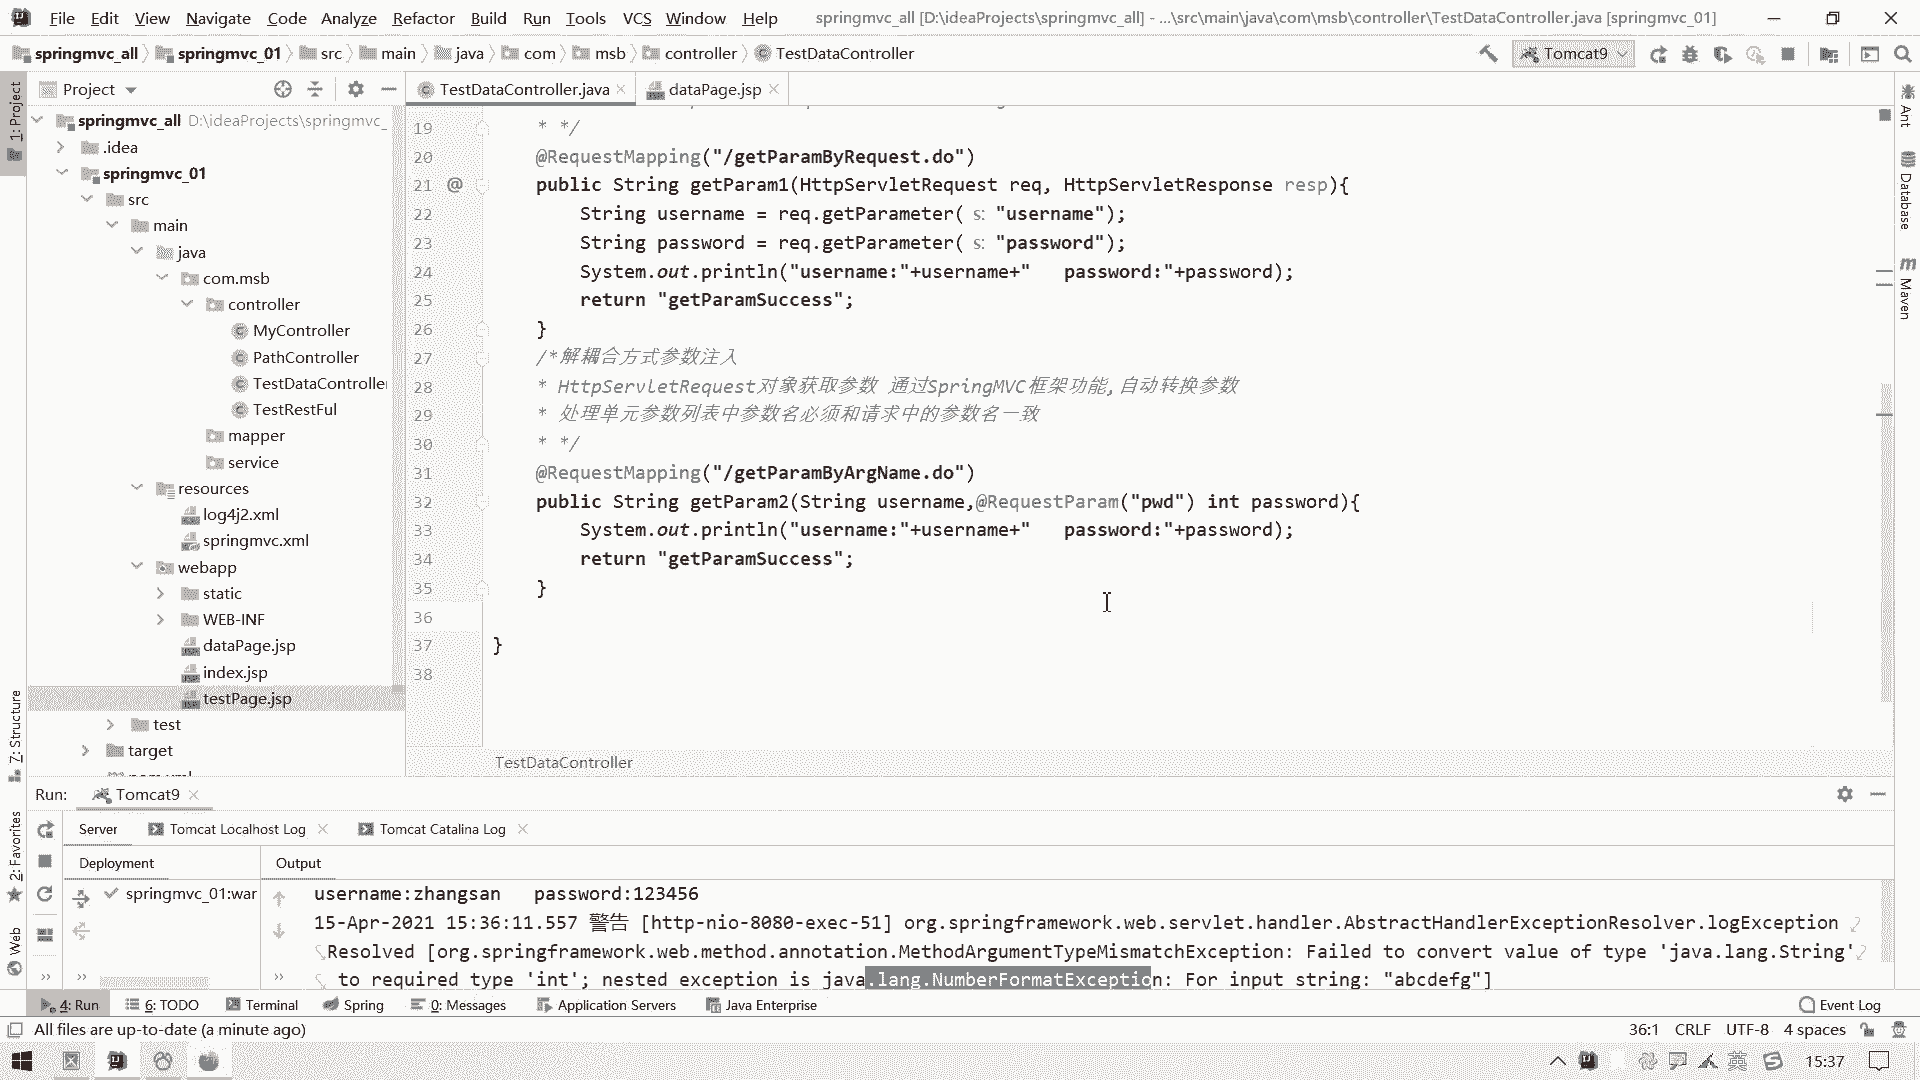 File Edit View Navigate Code Analyze Refactor Build Run Tools VCS Window Help springmvc_all [D:\ideaProjects\springmvc_all] - ...\src\main\java\com\msb\controller\TestDataController.java [springmvc_01]
springmvc_all springmvc_01 src main java com msb controller TestDataController Tomcat9
Project
TestDataController.java
dataPage.jsp
1: Project
7: Structure
2: Favorites
Web
springmvc_all D:\ideaProjects\springmvc_
.idea
springmvc_01
src
main
java
com.msb
controller
MyController
PathController
TestDataController
TestRestFul
mapper
service
resources
log4j2.xml
springmvc.xml
webapp
static
WEB-INF
dataPage.jsp
index.jsp
testPage.jsp
test
target
19 * */
20 @RequestMapping("/getParamByRequest.do")
21 @ public String getParam1(HttpServletRequest req, HttpServletResponse resp){
22 String username = req.getParameter( s: "username");
23 String password = req.getParameter( s: "password");
24 System.out.println("username:"+username+"   password:"+password);
25 return "getParamSuccess";
26 }
27 /*解耦合方式参数注入
28 * HttpServletRequest对象获取参数 通过SpringMVC框架功能,自动转换参数
29 * 处理单元参数列表中参数名必须和请求中的参数名一致
30 * */
31 @RequestMapping("/getParamByArgName.do")
32 public String getParam2(String username,@RequestParam("pwd") int password){
33 System.out.println("username:"+username+"   password:"+password);
34 return "getParamSuccess";
35 }
36
37 }
38
TestDataController
Ant
Database
Maven
Run: Tomcat9
Server Tomcat Localhost Log Tomcat Catalina Log
Deployment Output
springmvc_01:war
username:zhangsan   password:123456
15-Apr-2021 15:36:11.557 警告 [http-nio-8080-exec-51] org.springframework.web.servlet.handler.AbstractHandlerExceptionResolver.logException
Resolved [org.springframework.web.method.annotation.MethodArgumentTypeMismatchException: Failed to convert value of type 'java.lang.String'
to required type 'int'; nested exception is java.lang.NumberFormatException: For input string: "abcdefg"]
4: Run 6: TODO Terminal Spring 0: Messages Application Servers Java Enterprise Event Log
All files are up-to-date (a minute ago) 36:1 CRLF UTF-8 4 spaces
英 15:37